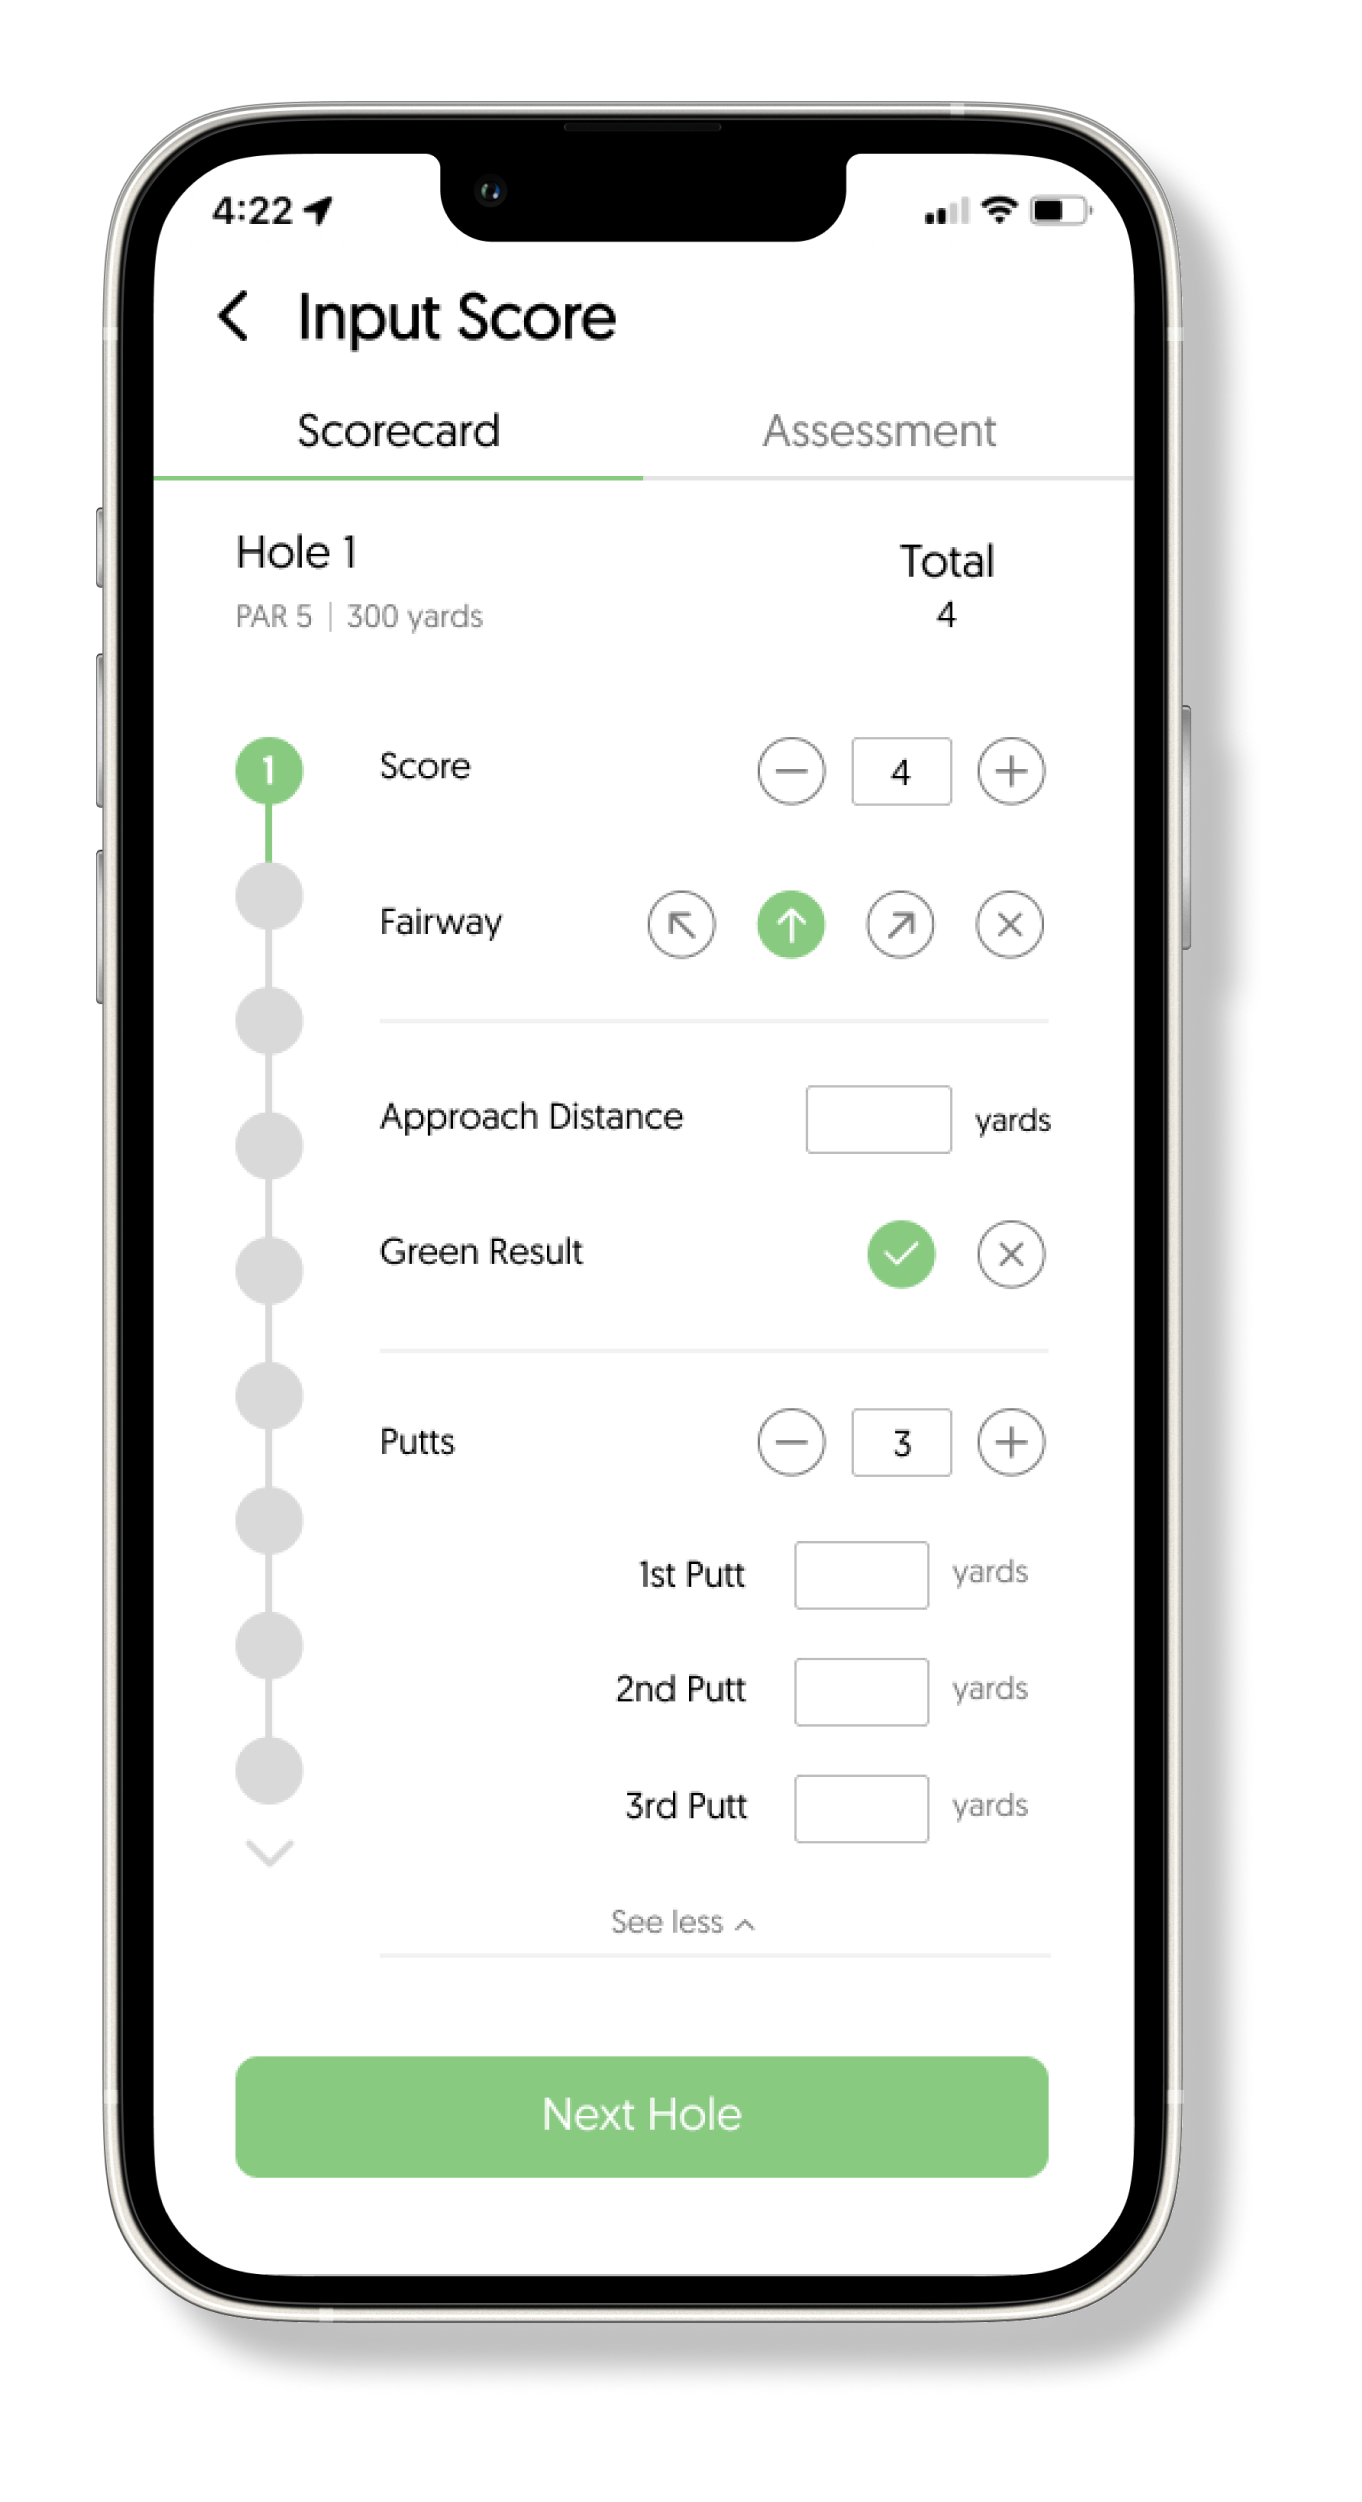 4:22
Input Score
Scorecard Assessment
Hole 1
Total
PAR 5 | 300 yards
4
1 Score 4
Fairway
Approach Distance yards
Green Result
Putts 3
1st Putt yards
2nd Putt yards
3rd Putt yards
See less
Next Hole